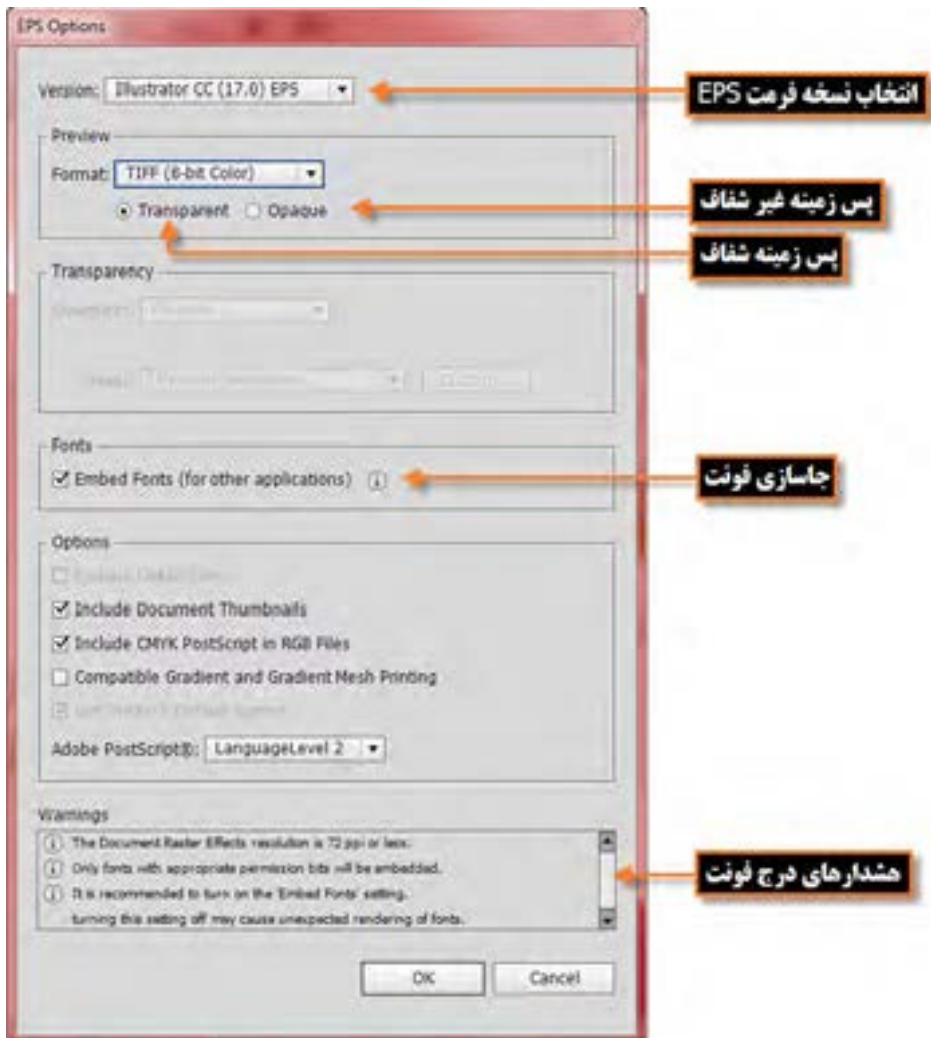 EPS Options
Version: Illustrator CC (17.0) EPS
انتخاب نسخه فرمت EPS
Preview
Format: TIFF (8-bit Color)
Transparent Opaque
پس زمینه غیر شفاف
پس زمینه شفاف
Transparency
Fonts
Embed Fonts (for other applications)
جاسازی فونت
Options
Include Document Thumbnails
Include CMYK PostScript in RGB Files
Compatible Gradient and Gradient Mesh Printing
Adobe PostScript®: LanguageLevel 2
Warnings
The Document Raster Effects resolution is 72 ppi or less.
Only fonts with appropriate permission bits will be embedded.
It is recommended to turn on the 'Embed Fonts' setting.
turning this setting off may cause unexpected rendering of fonts.
هشدارهای درج فونت
OK Cancel